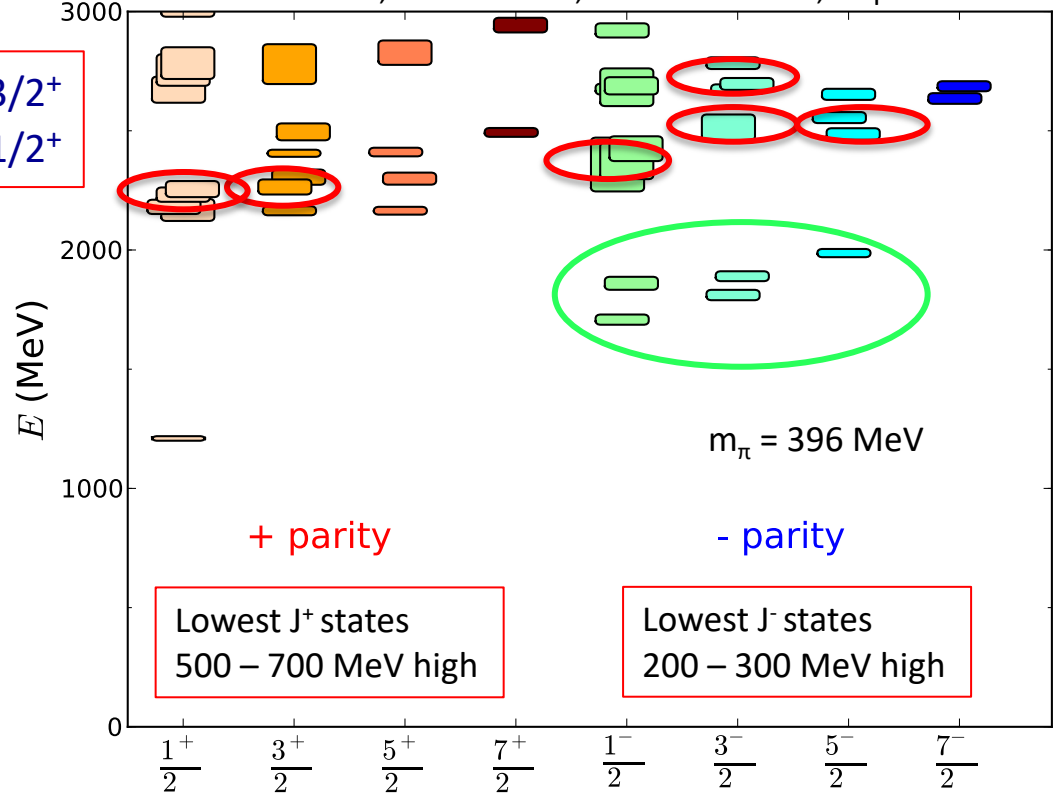 3/2⁺
1/2⁺
3000
2000
1000
0
E (MeV)
mπ = 396 MeV
+ parity
- parity
Lowest J⁺ states
500 – 700 MeV high
Lowest J⁻ states
200 – 300 MeV high
1⁺/2 3⁺/2 5⁺/2 7⁺/2 1⁻/2 3⁻/2 5⁻/2 7⁻/2